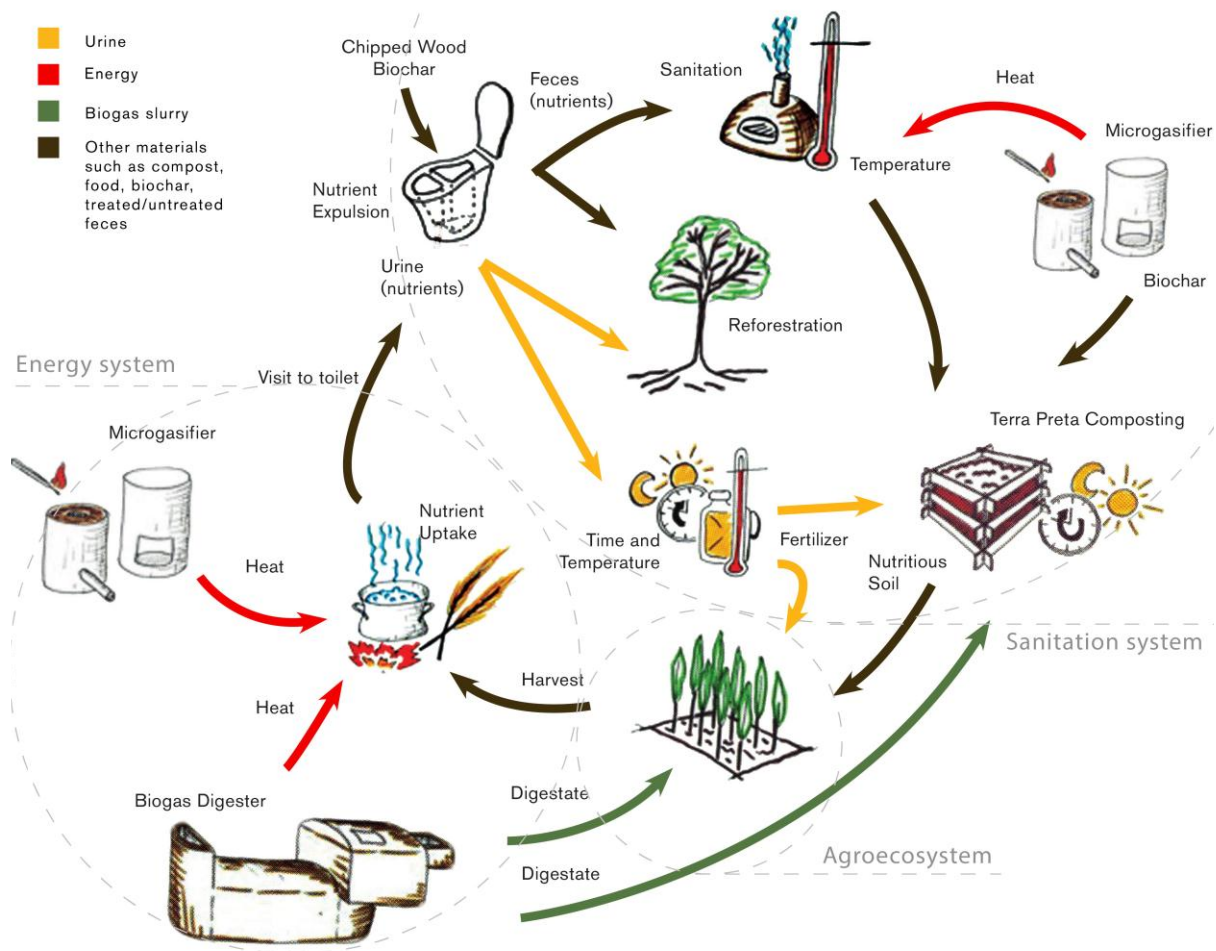 Urine
Energy
Biogas slurry
Other materials
such as compost,
food, biochar,
treated/untreated
feces
Chipped Wood
Biochar
Feces
(nutrients)
Sanitation
Heat
Microgasifier
Temperature
Nutrient
Expulsion
Urine
(nutrients)
Biochar
Reforestration
Energy system
Visit to toilet
Microgasifier
Terra Preta Composting
Nutrient
Uptake
Heat
Time and
Temperature
Fertilizer
Nutritious
Soil
Sanitation system
Harvest
Heat
Biogas Digester
Digestate
Agroecosystem
Digestate